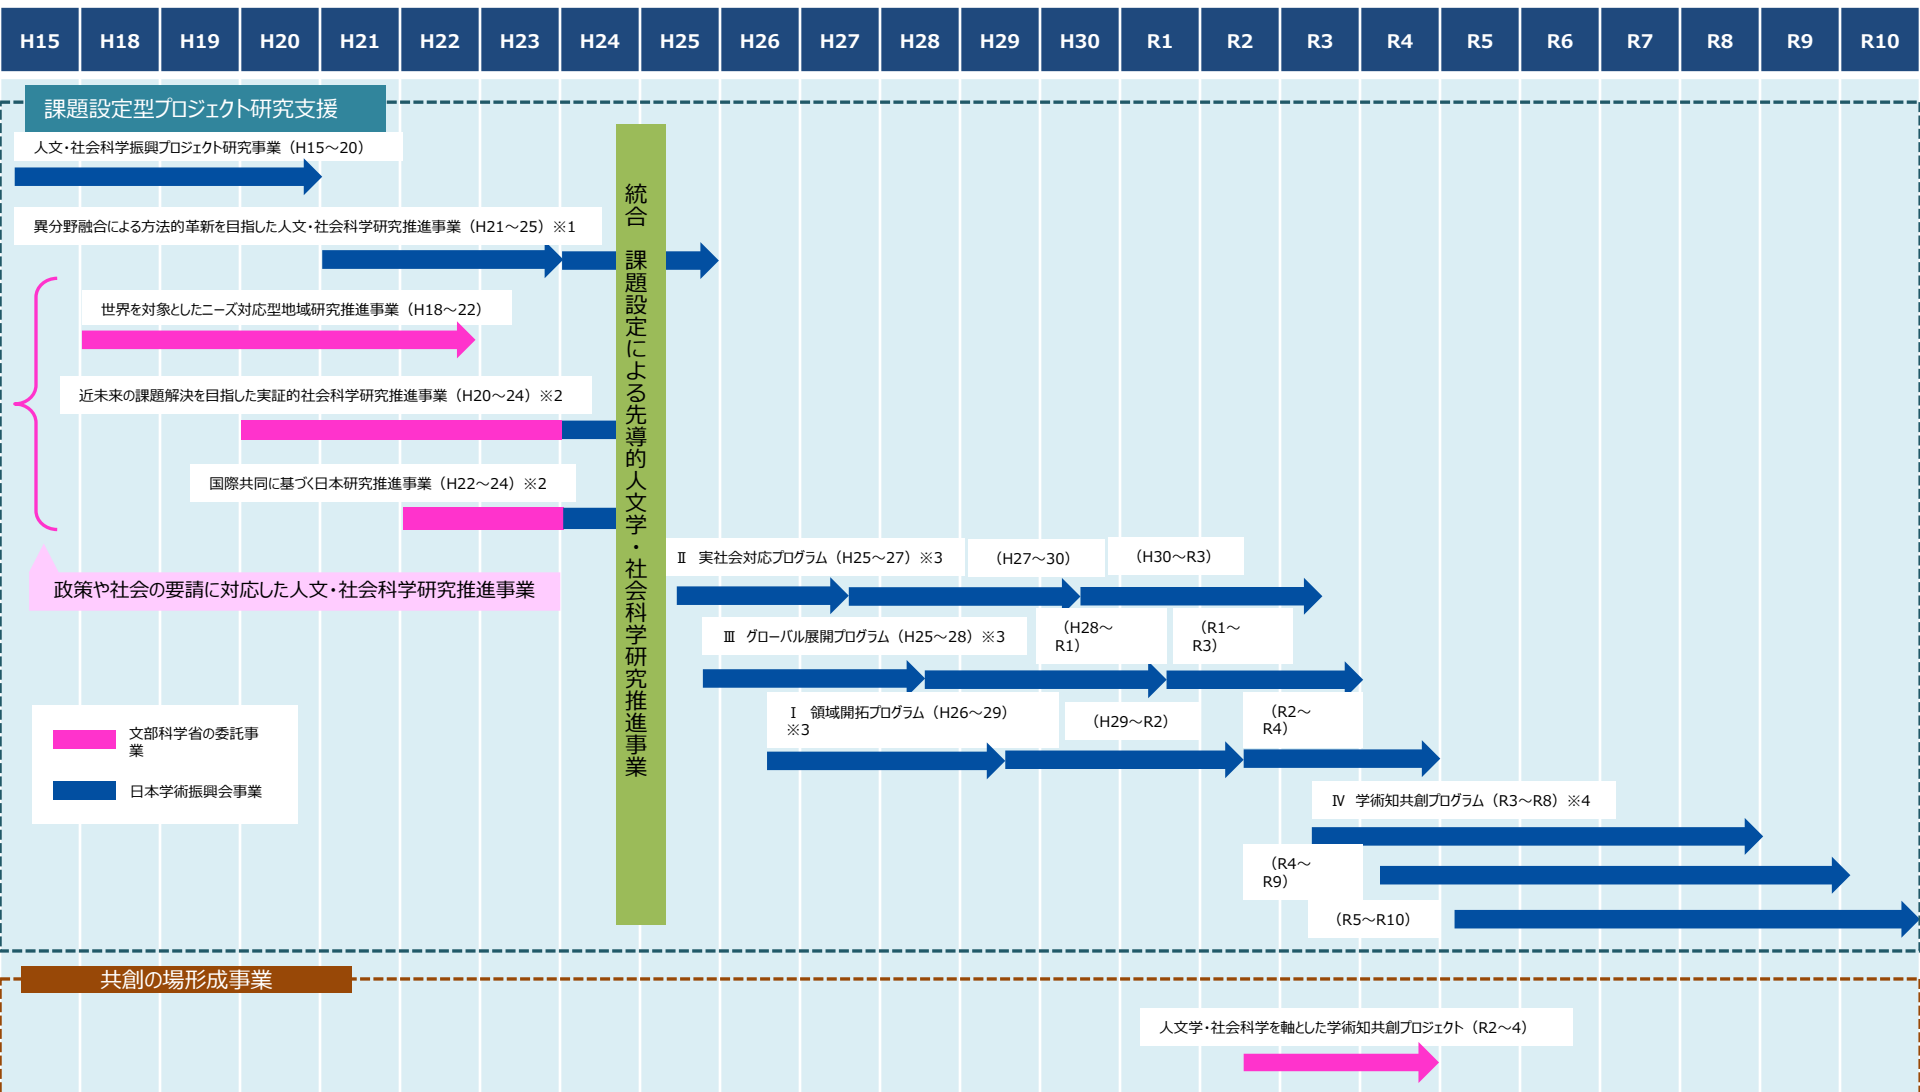 H15 H18 H19 H20 H21 H22 H23 H24 H25 H26 H27 H28 H29 H30 R1 R2 R3 R4 R5 R6 R7 R8 R9 R10
課題設定型プロジェクト研究支援
人文・社会科学振興プロジェクト研究事業（H15～20）
異分野融合による方法的革新を目指した人文・社会科学研究推進事業（H21～25）※1
世界を対象としたニーズ対応型地域研究推進事業（H18～22）
近未来の課題解決を目指した実証的社会科学研究推進事業（H20～24）※2
国際共同に基づく日本研究推進事業（H22～24）※2
政策や社会の要請に対応した人文・社会科学研究推進事業
統合　課題設定による先導的人文学・社会科学研究推進事業
Ⅱ　実社会対応プログラム（H25～27）※3
（H27～30）
（H30～R3）
Ⅲ　グローバル展開プログラム（H25～28）※3
（H28～
R1）
（R1～
R3）
Ⅰ　領域開拓プログラム（H26～29）
※3
（H29～R2）
（R2～
R4）
文部科学省の委託事
業
日本学術振興会事業
Ⅳ　学術知共創プログラム（R3～R8）※4
（R4～
R9）
（R5～R10）
共創の場形成事業
人文学・社会科学を軸とした学術知共創プロジェクト（R2～4）